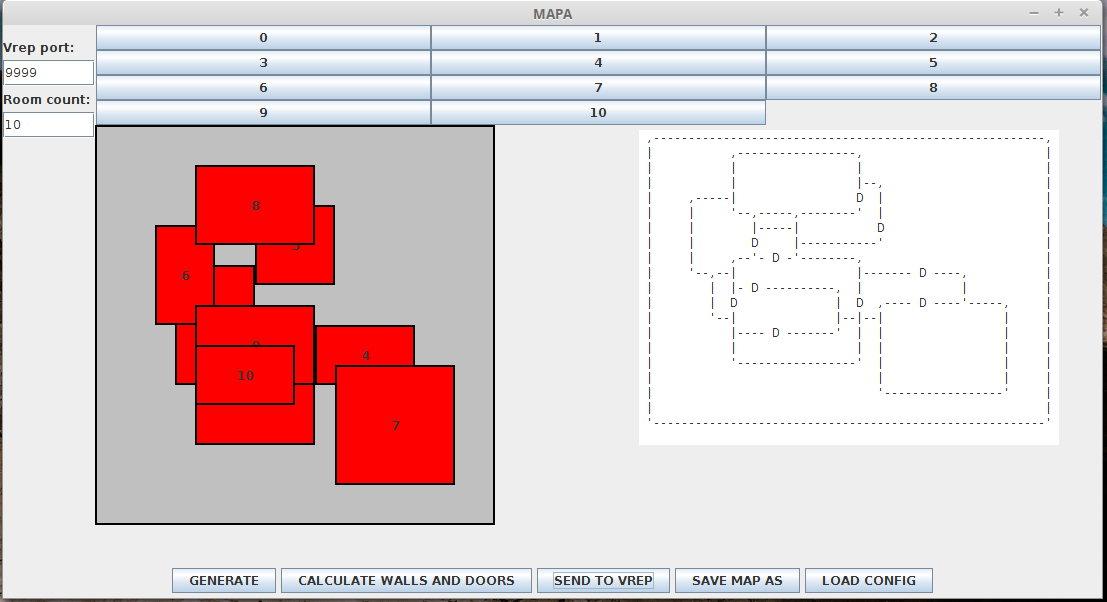 MAPA
Vrep port:
9999
Room count:
10
0 1 2
3 4 5
6 7 8
9 10
8
6
4
10
7
D
D
D
D
D
D
D D D
D
GENERATE CALCULATE WALLS AND DOORS SEND TO VREP SAVE MAP AS LOAD CONFIG